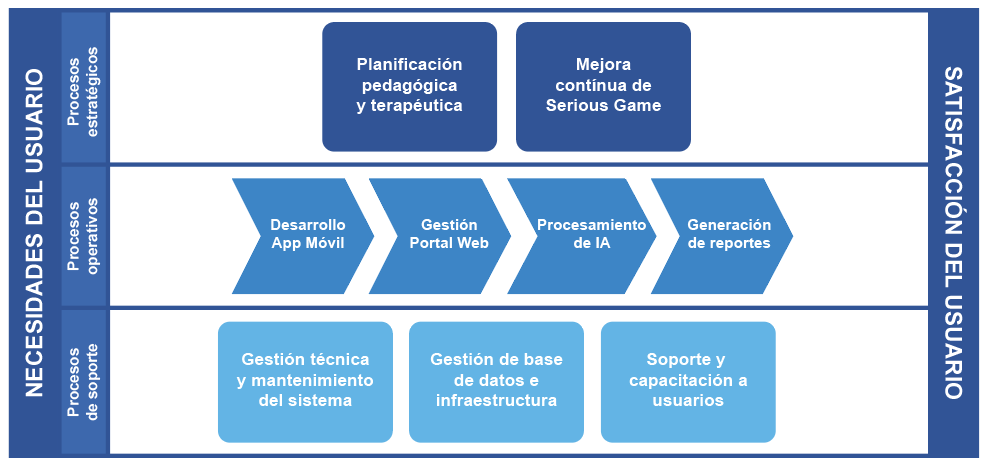 NECESIDADES DEL USUARIO
Procesos
estratégicos
Planificación
pedagógica
y terapéutica
Mejora
contínua de
Serious Game
Procesos
operativos
Desarrollo
App Móvil
Gestión
Portal Web
Procesamiento
de IA
Generación
de reportes
Procesos
de soporte
Gestión técnica
y mantenimiento
del sistema
Gestión de base
de datos e
infraestructura
Soporte y
capacitación a
usuarios
SATISFACCIÓN DEL USUARIO